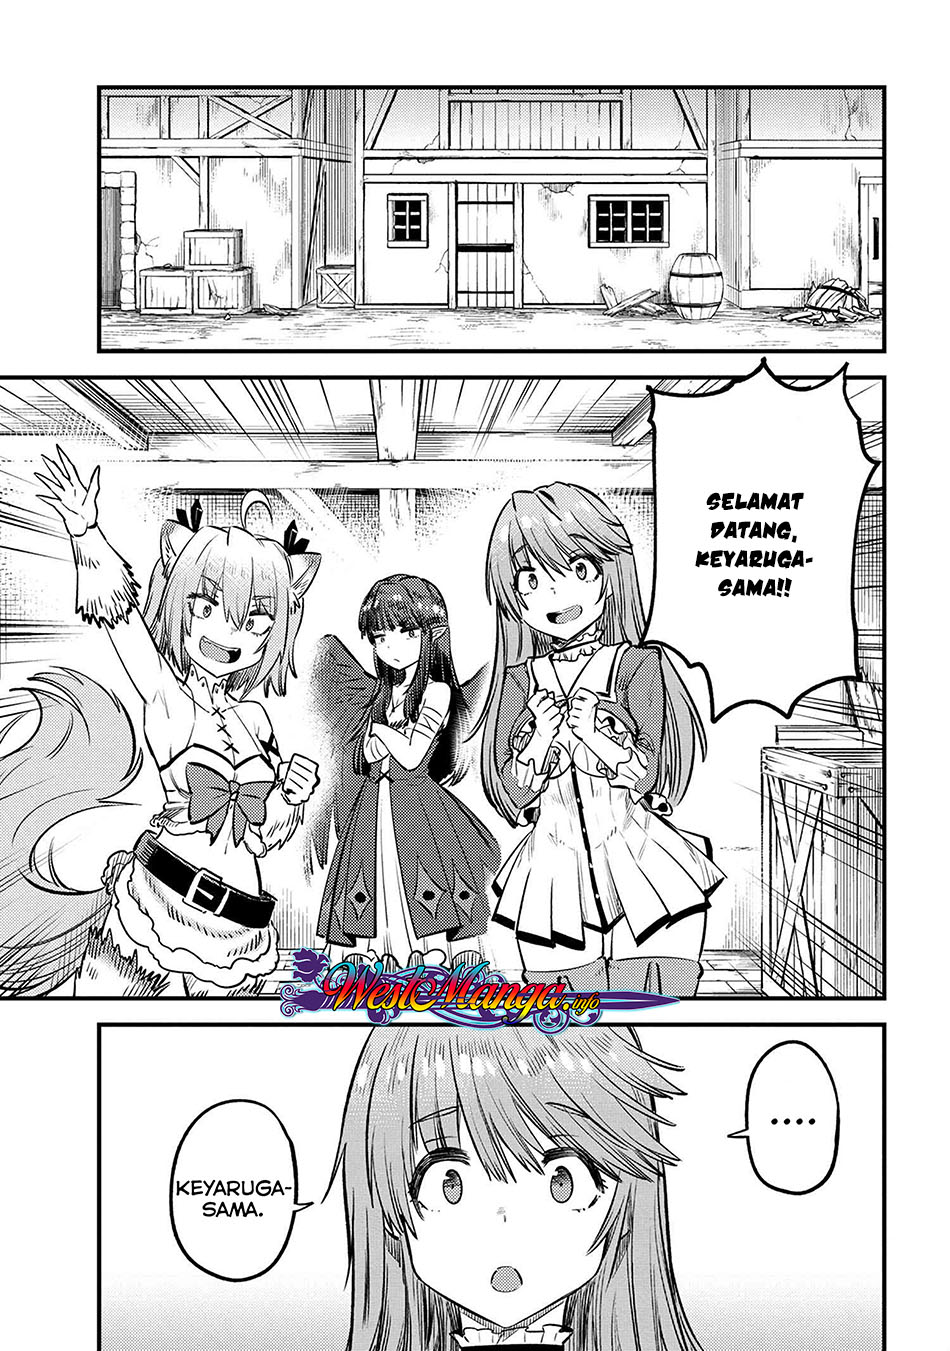 SELAMAT
DATANG,
KEYARUGA-
SAMA!!
WestManga.info
....
KEYARUGA-
SAMA.